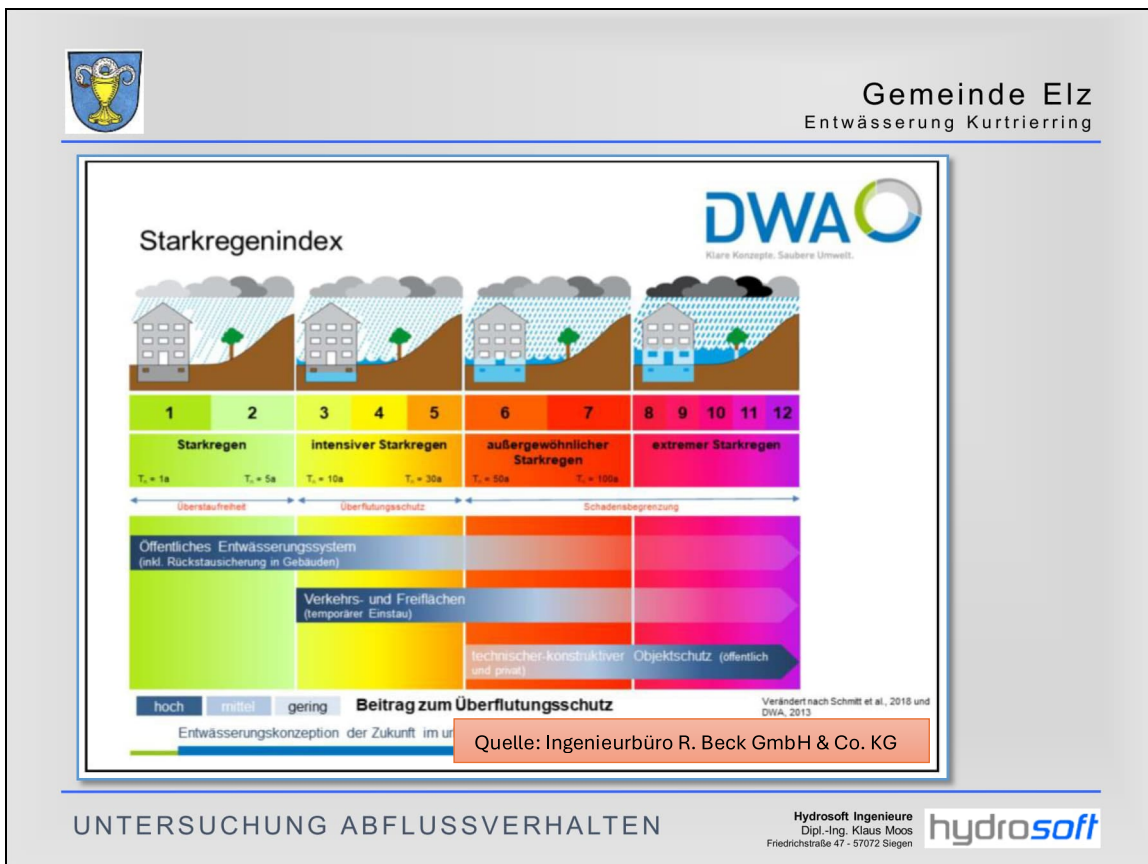 Gemeinde Elz
Entwässerung Kurtrierring
DWA
Klare Konzepte. Saubere Umwelt.
Starkregenindex
1 2 3 4 5 6 7 8 9 10 11 12
Starkregen
intensiver Starkregen
außergewöhnlicher
Starkregen
extremer Starkregen
Tₙ = 1a Tₙ = 5a Tₙ = 10a Tₙ = 30a Tₙ = 50a Tₙ = 100a
Überstaufreiheit Überflutungsschutz Schadensbegrenzung
Öffentliches Entwässerungssystem
(inkl. Rückstausicherung in Gebäuden)
Verkehrs- und Freiflächen
(temporärer Einstau)
technischer-konstruktiver Objektschutz (öffentlich
und privat)
hoch mittel gering Beitrag zum Überflutungsschutz
Verändert nach Schmitt et al., 2018 und
DWA, 2013
Entwässerungskonzeption der Zukunft im
Quelle: Ingenieurbüro R. Beck GmbH & Co. KG
UNTERSUCHUNG ABFLUSSVERHALTEN
Hydrosoft Ingenieure
Dipl.-Ing. Klaus Moos
Friedrichstraße 47 - 57072 Siegen
hydrosoft